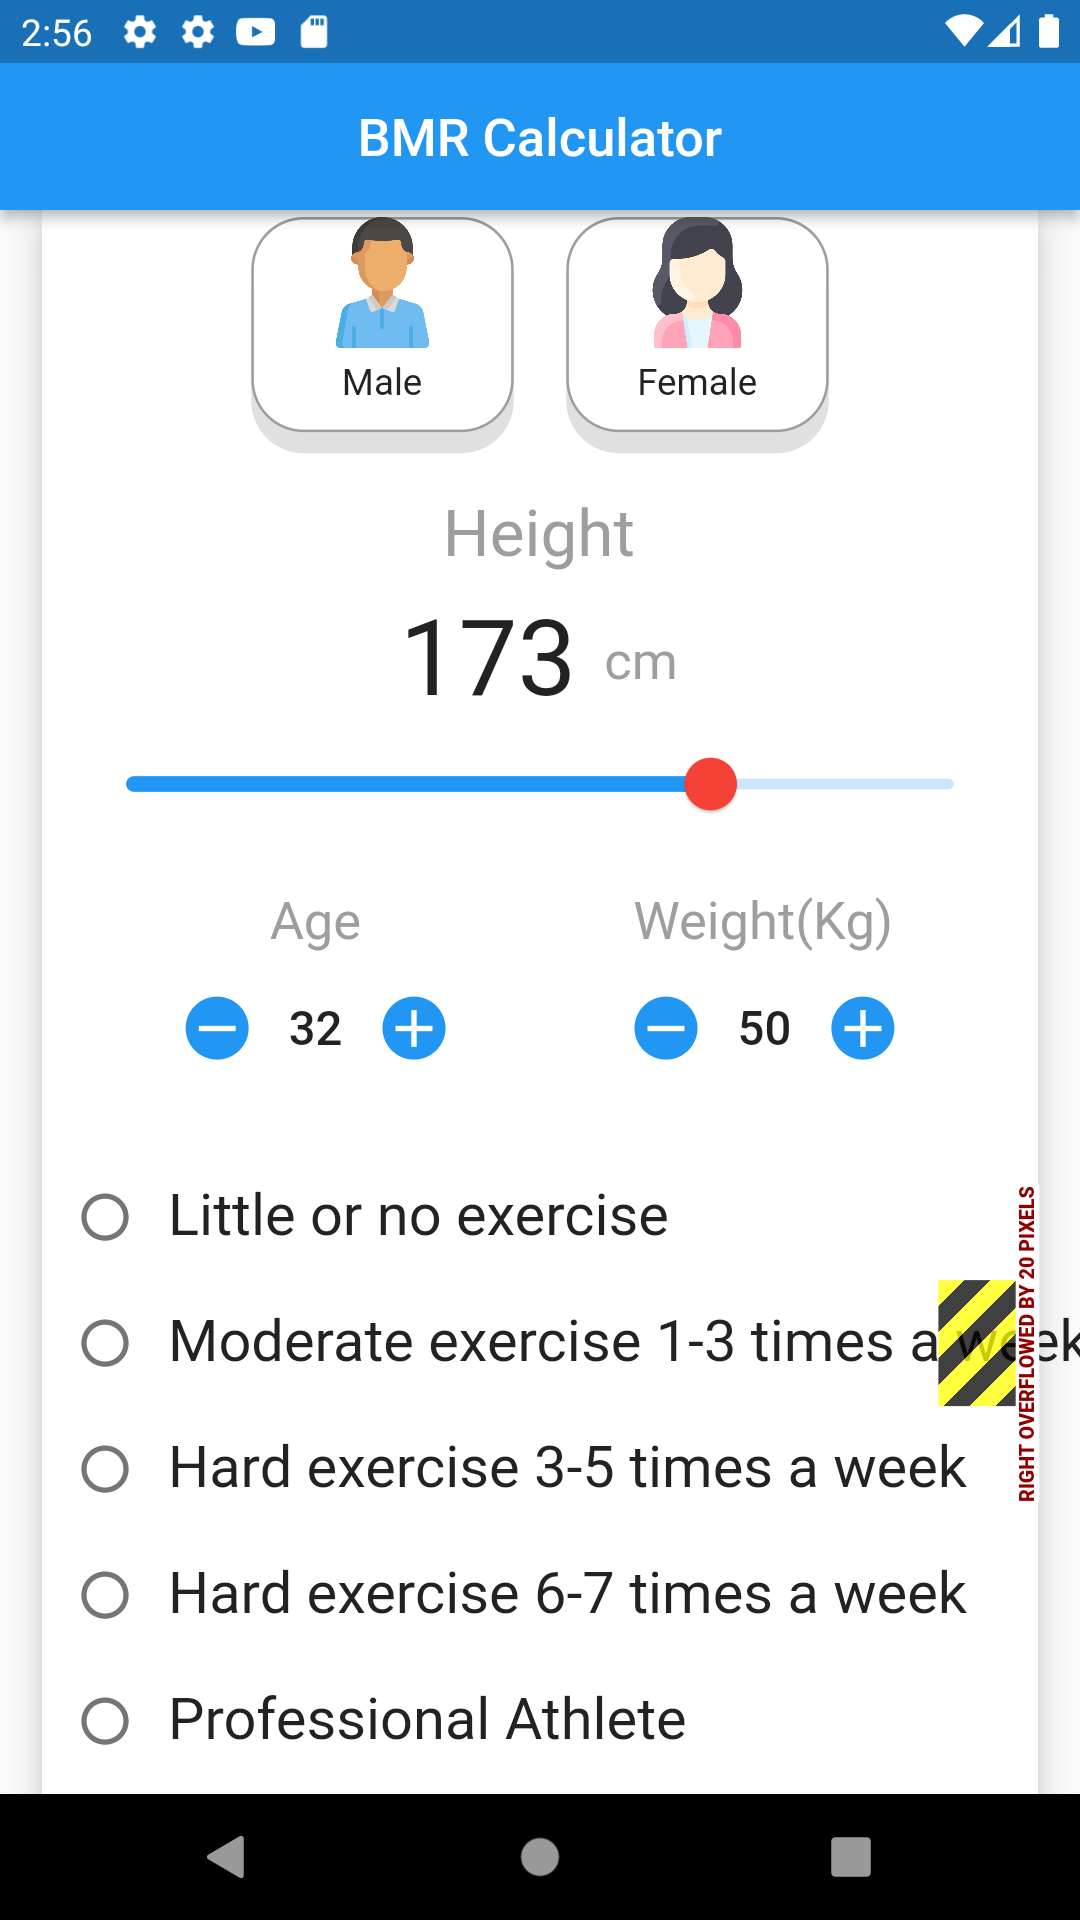 2:56
BMR Calculator
Male
Female
Height
173 cm
Age
Weight(Kg)
32
50
Little or no exercise
Moderate exercise 1-3 times a week
RIGHT OVERFLOWED BY 20 PIXELS
Hard exercise 3-5 times a week
Hard exercise 6-7 times a week
Professional Athlete